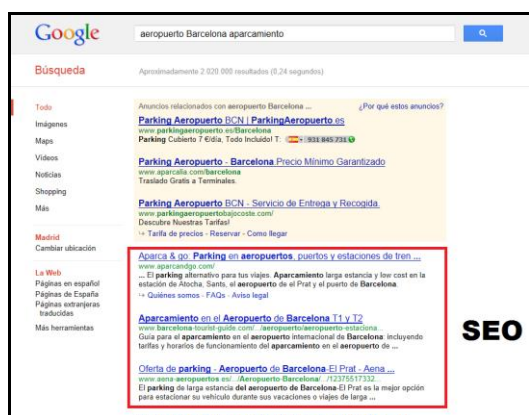 Google
aeropuerto Barcelona aparcamiento
Búsqueda
Aproximadamente 2.020.000 resultados (0,24 segundos)
Todo
Imágenes
Maps
Vídeos
Noticias
Shopping
Más
Madrid
Cambiar ubicación
La Web
Páginas en español
Páginas de España
Páginas extranjeras
traducidas
Más herramientas
Anuncios relacionados con aeropuerto Barcelona ...
¿Por qué estos anuncios?
Parking Aeropuerto BCN | ParkingAeropuerto.es
www.parkingaeropuerto.es/Barcelona
Parking Cubierto 7 €/día, Todo Incluido! T: 931 845 731
Parking Aeropuerto - Barcelona.Precio Mínimo Garantizado
www.aparcalia.com/barcelona
Traslado Gratis a Terminales.
Parking Aeropuerto BCN - Servicio de Entrega y Recogida.
www.parkingaeropuertobajocoste.com/
Descubre Nuestras Tarifas!
Tarifa de precios - Reservar - Como llegar
Aparca & go: Parking en aeropuertos, puertos y estaciones de tren ...
www.aparcandgo.com/
... El parking alternativo para tus viajes. Aparcamiento larga estancia y low cost en la
estación de Atocha, Sants, el aeropuerto de el Prat y el puerto de Barcelona.
Quiénes somos - FAQs - Aviso legal
Aparcamiento en el Aeropuerto de Barcelona T1 y T2
www.barcelona-tourist-guide.com/.../aeropuerto/aeropuerto-estaciona...
Guía para el aparcamiento en el aeropuerto internacional de Barcelona: incluyendo
tarifas y horarios de funcionamiento del aparcamiento en el aeropuerto de ...
Oferta de parking - Aeropuerto de Barcelona-El Prat - Aena ...
www.aena-aeropuertos.es/.../Aeropuerto-Barcelona/.../12375517332...
El parking de larga estancia del aeropuerto de Barcelona-El Prat es la mejor opción
para estacionar su vehículo durante sus vacaciones o viajes de larga ...
SEO